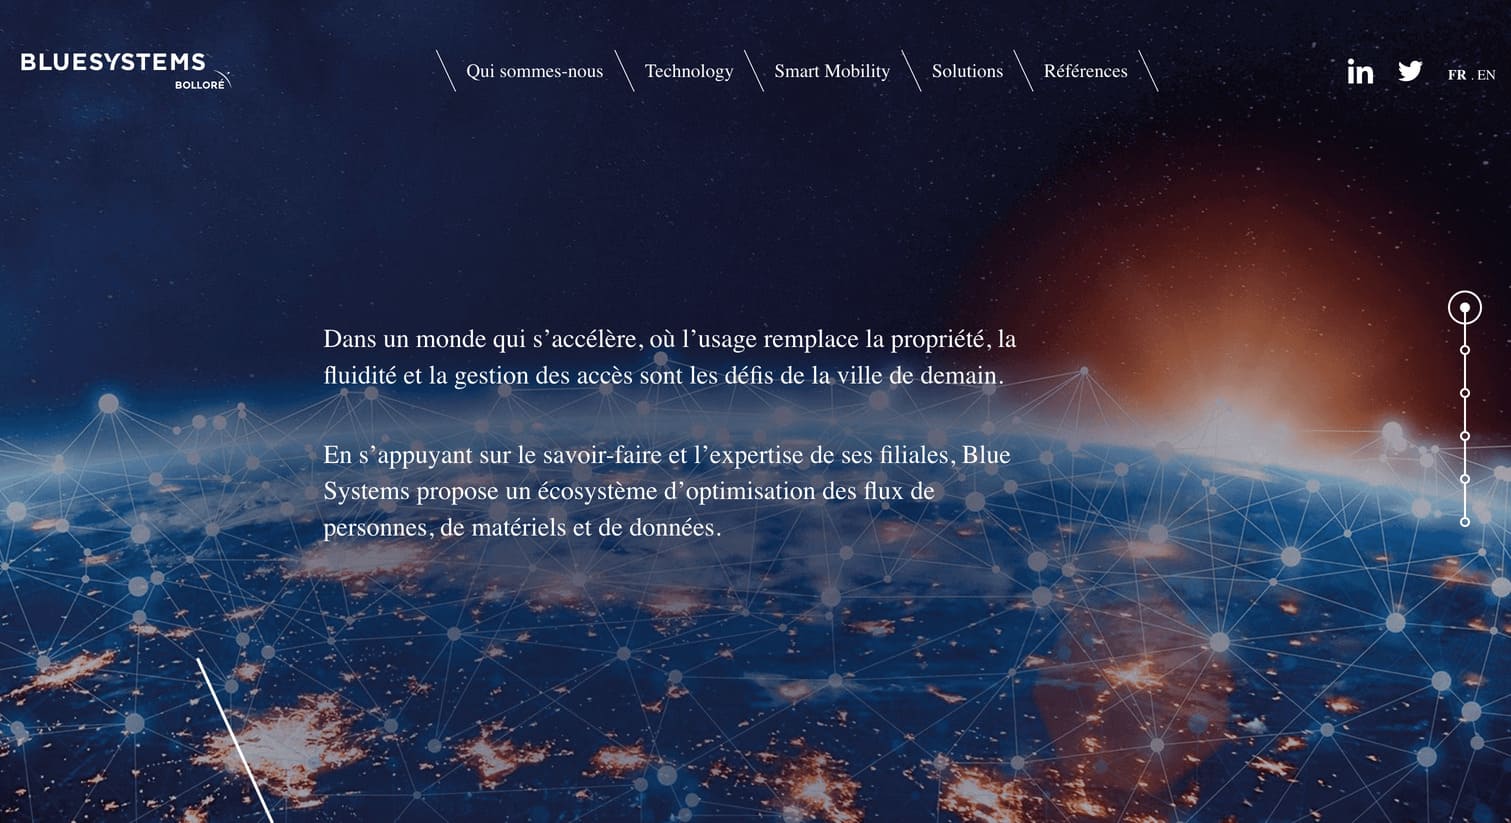 BLUESYSTEMS
BOLLORÉ
Qui sommes-nous
Technology
Smart Mobility
Solutions
Références
in
FR . EN
Dans un monde qui s’accélère, où l’usage remplace la propriété, la
fluidité et la gestion des accès sont les défis de la ville de demain.
En s’appuyant sur le savoir-faire et l’expertise de ses filiales, Blue
Systems propose un écosystème d’optimisation des flux de
personnes, de matériels et de données.